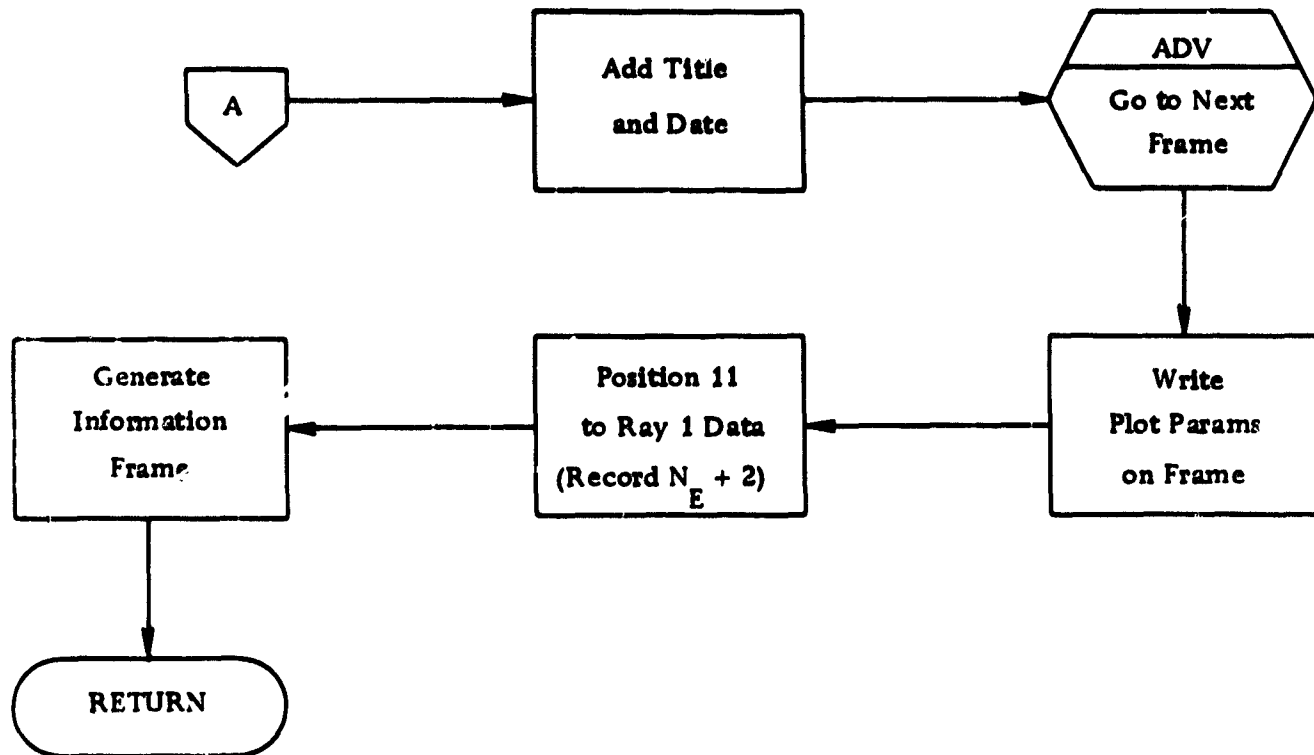 A
Add Title
and Date
ADV
Go to Next
Frame
Write
Plot Params
on Frame
Position 11
to Ray 1 Data
(Record N_E + 2)
Generate
Information
Frame
RETURN